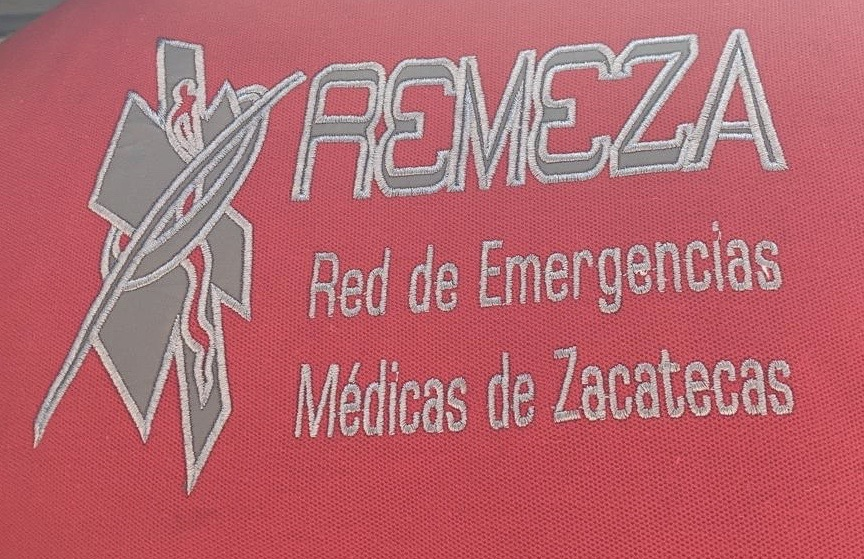 REMEZA
Red de Emergencias
Médicas de Zacatecas